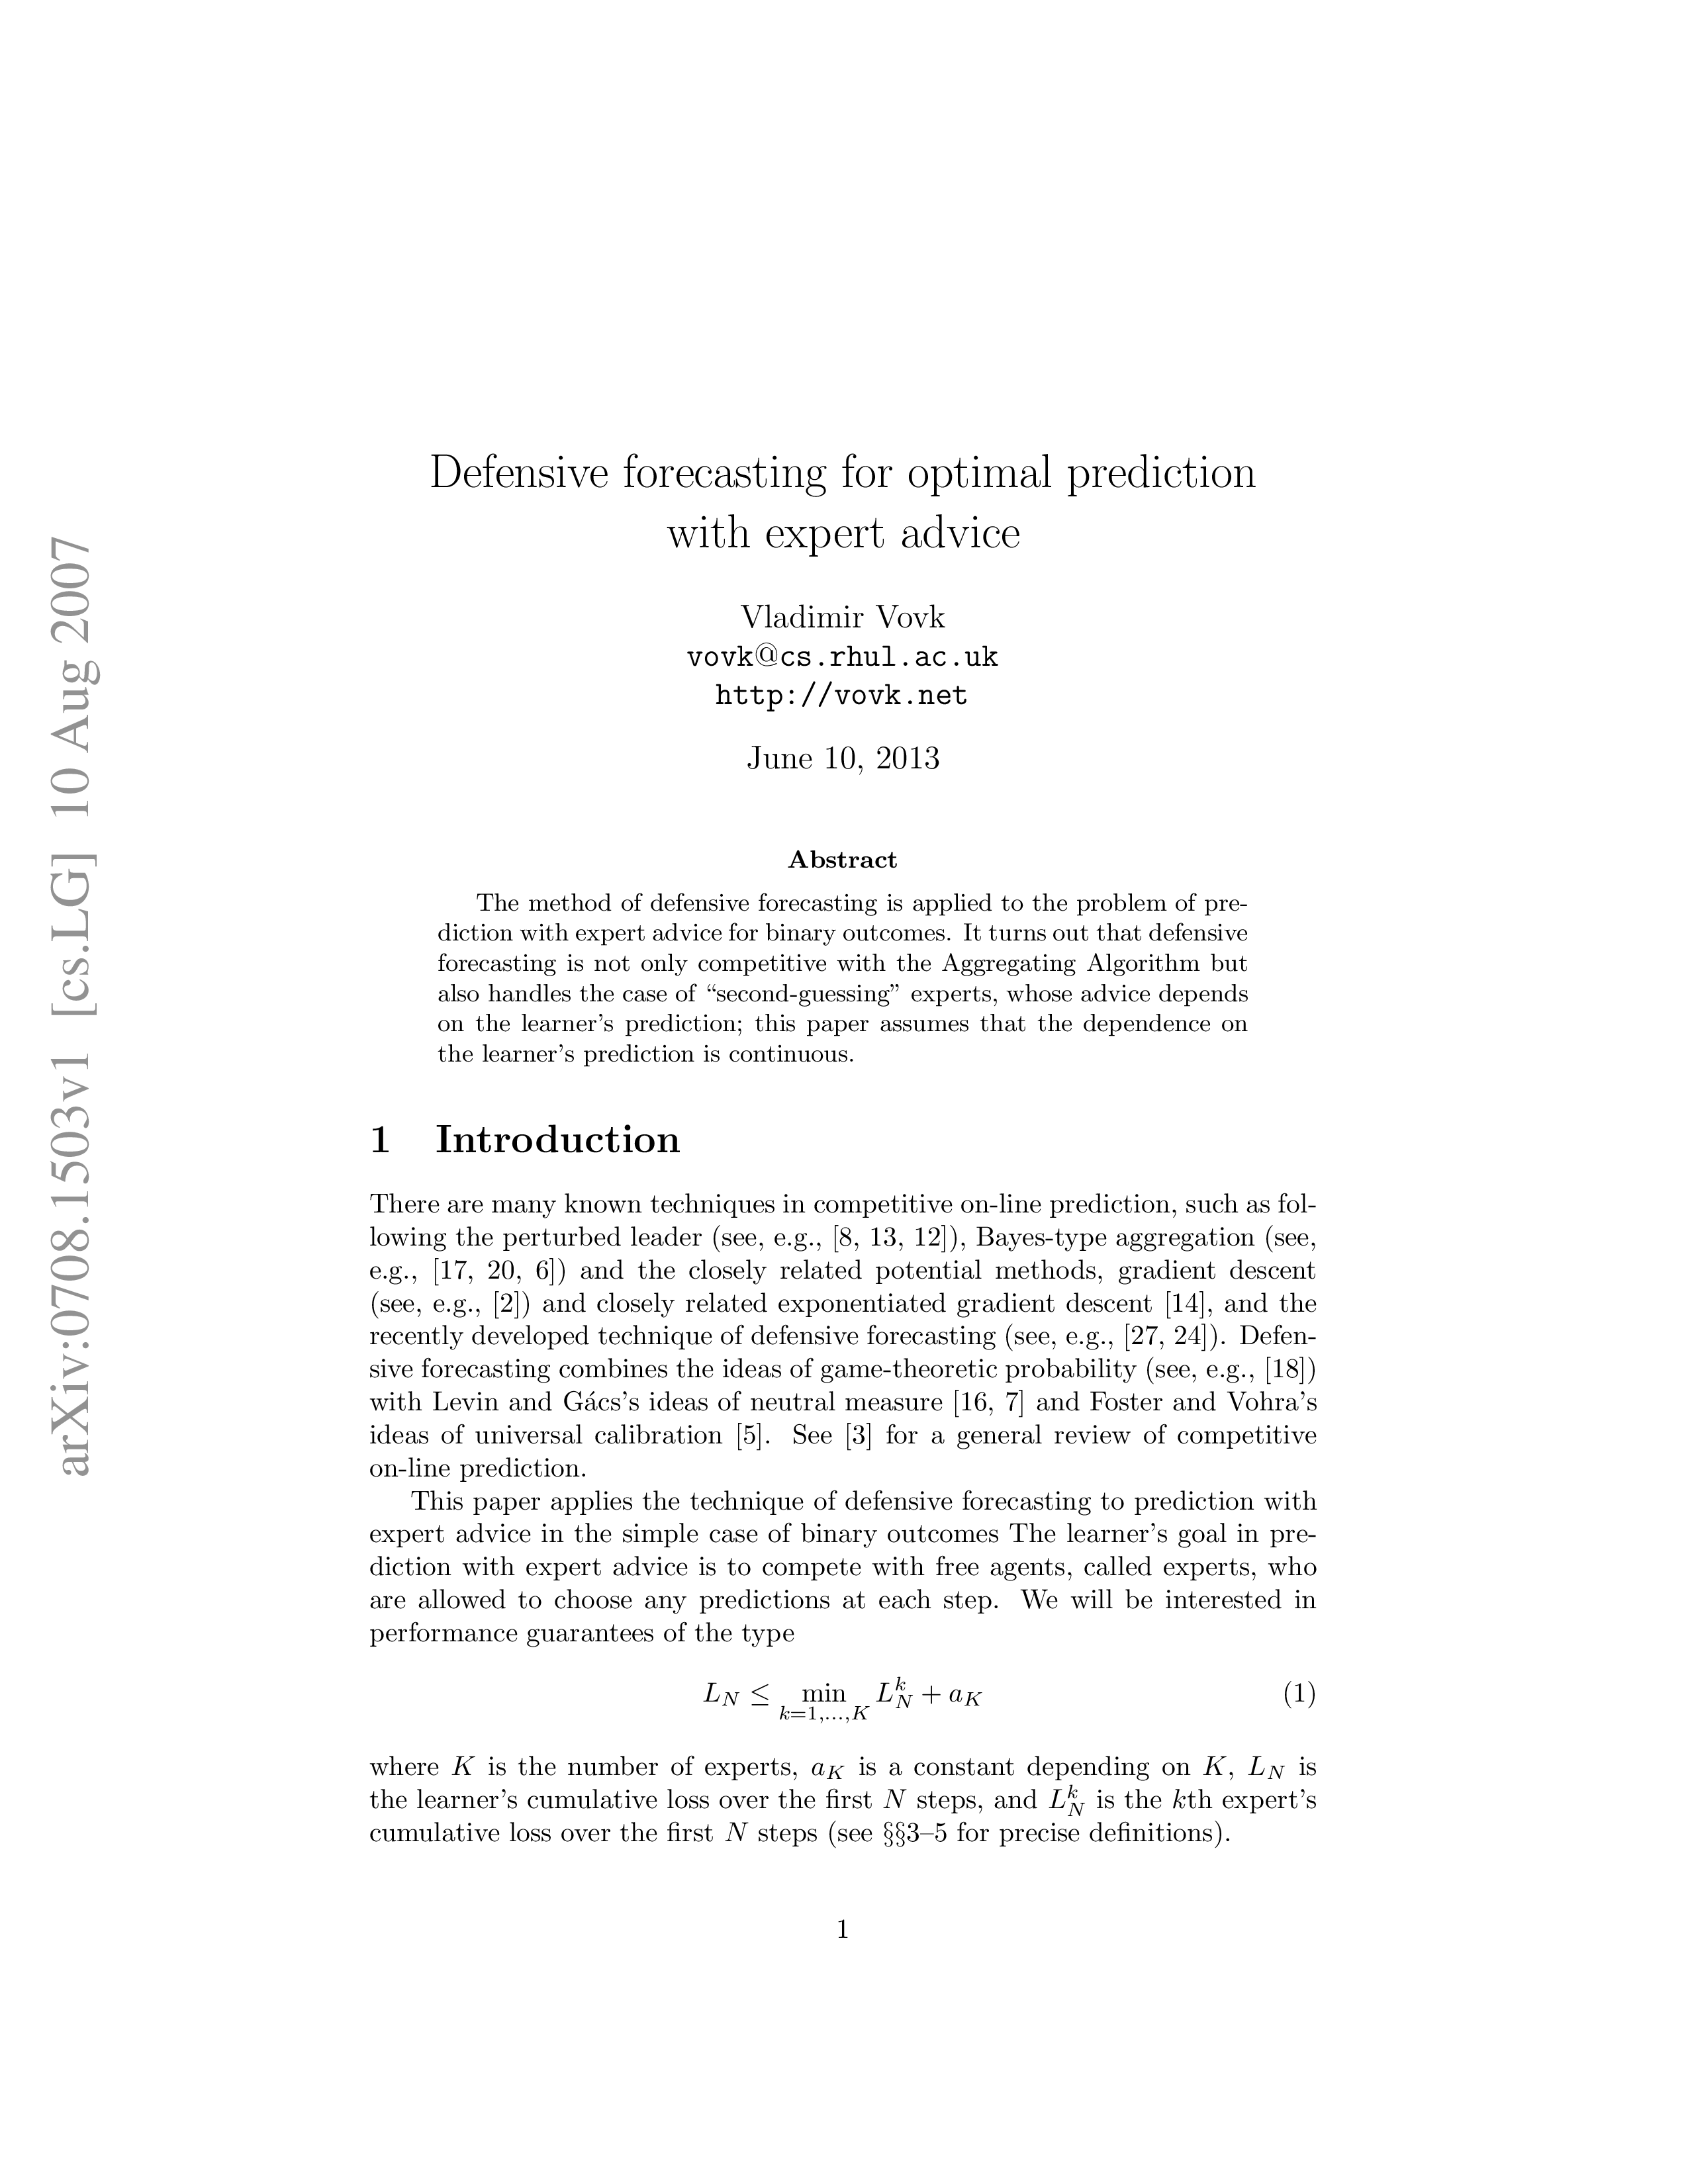 Defensive forecasting for optimal prediction
with expert advice
Vladimir Vovk
vovk@cs.rhul.ac.uk
http://vovk.net
June 10, 2013
Abstract
The method of defensive forecasting is applied to the problem of pre-
diction with expert advice for binary outcomes. It turns out that defensive
forecasting is not only competitive with the Aggregating Algorithm but
also handles the case of “second-guessing” experts, whose advice depends
on the learner’s prediction; this paper assumes that the dependence on
the learner’s prediction is continuous.
1 Introduction
There are many known techniques in competitive on-line prediction, such as fol-
lowing the perturbed leader (see, e.g., [8, 13, 12]), Bayes-type aggregation (see,
e.g., [17, 20, 6]) and the closely related potential methods, gradient descent
(see, e.g., [2]) and closely related exponentiated gradient descent [14], and the
recently developed technique of defensive forecasting (see, e.g., [27, 24]). Defen-
sive forecasting combines the ideas of game-theoretic probability (see, e.g., [18])
with Levin and Gács’s ideas of neutral measure [16, 7] and Foster and Vohra’s
ideas of universal calibration [5]. See [3] for a general review of competitive
on-line prediction.
This paper applies the technique of defensive forecasting to prediction with
expert advice in the simple case of binary outcomes The learner’s goal in pre-
diction with expert advice is to compete with free agents, called experts, who
are allowed to choose any predictions at each step. We will be interested in
performance guarantees of the type
L_N ≤ min_{k=1,...,K} L_N^k + a_K (1)
where K is the number of experts, a_K is a constant depending on K, L_N is
the learner’s cumulative loss over the first N steps, and L_N^k is the kth expert’s
cumulative loss over the first N steps (see §§3–5 for precise definitions).
1
arXiv:0708.1503v1 [cs.LG] 10 Aug 2007